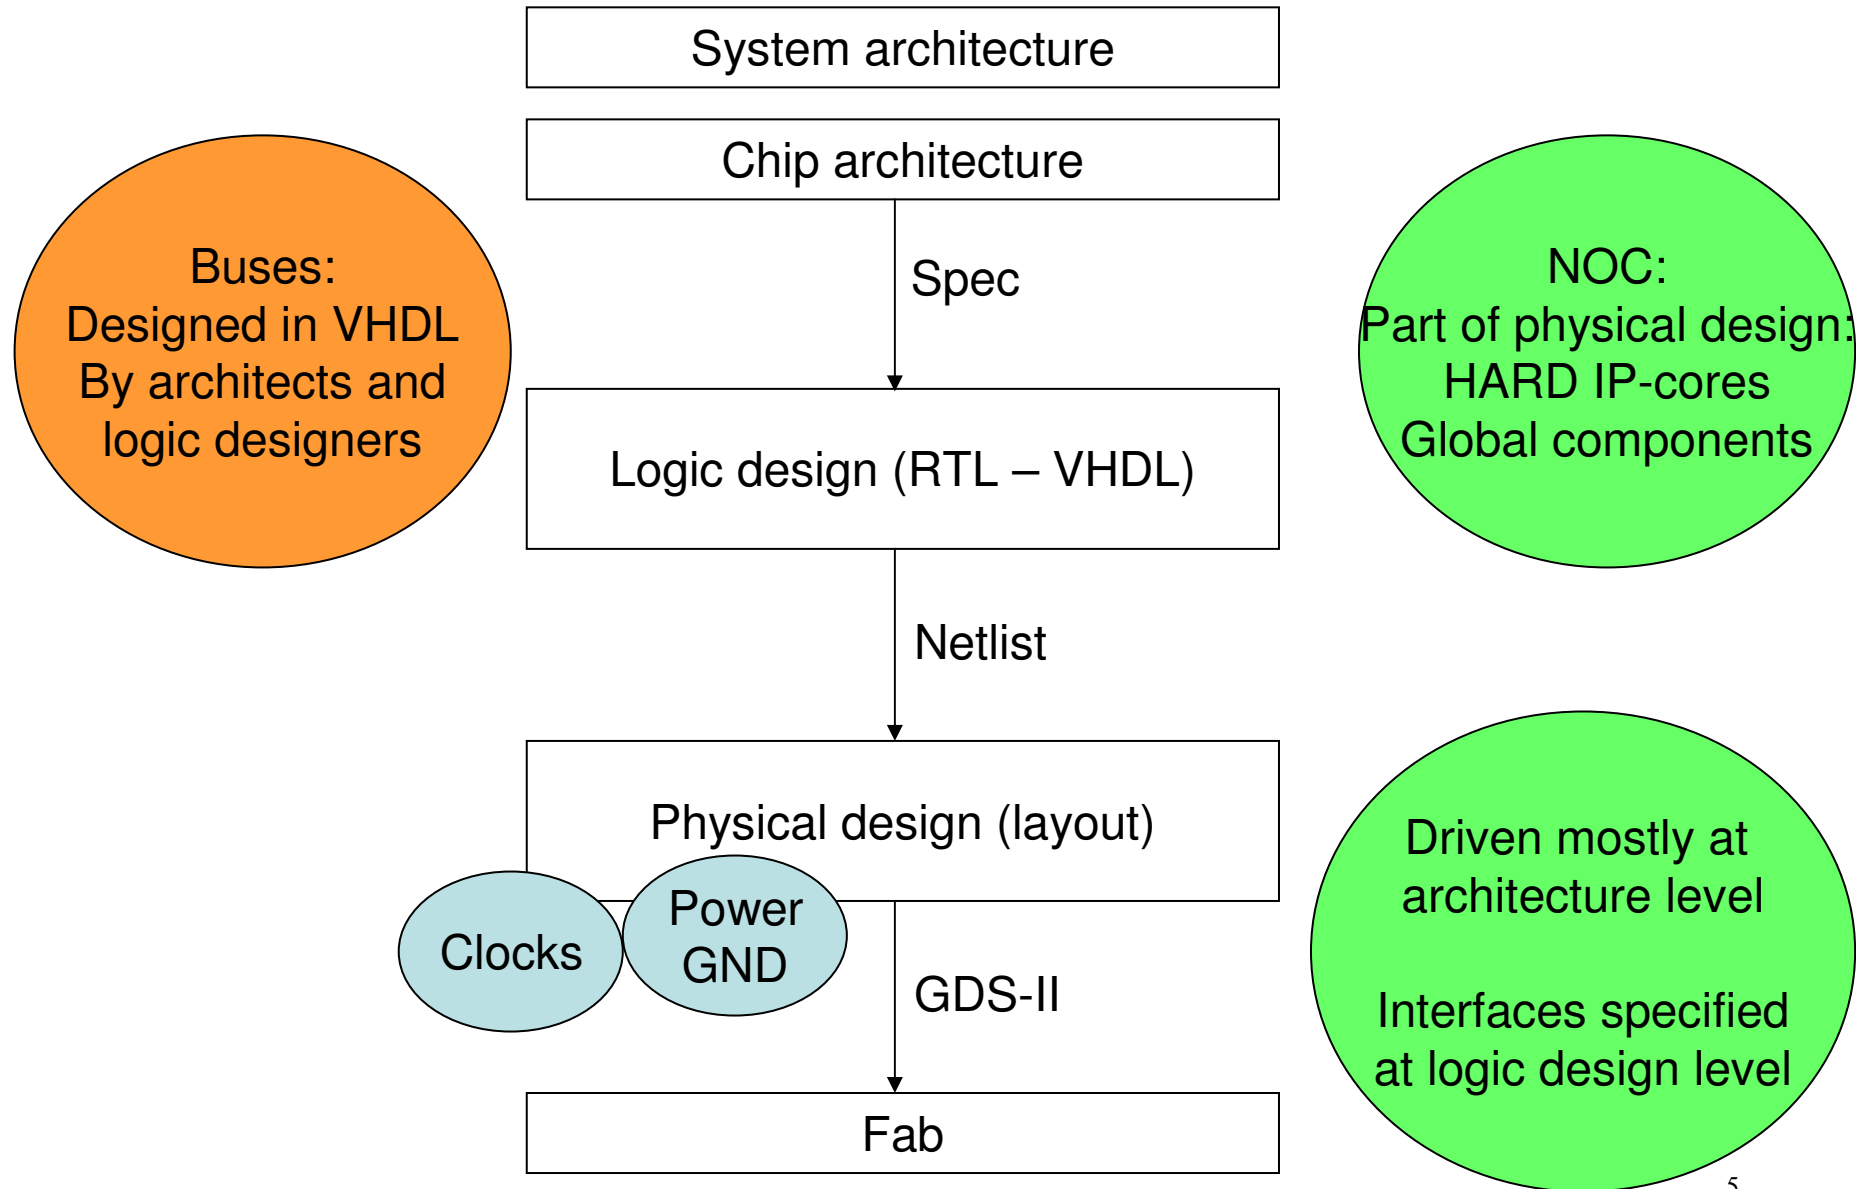 System architecture
Chip architecture
Buses:
Designed in VHDL
By architects and
logic designers
Spec
NOC:
Part of physical design:
HARD IP-cores
Global components
Logic design (RTL – VHDL)
Netlist
Physical design (layout)
Clocks
Power
GND
GDS-II
Driven mostly at
architecture level
Interfaces specified
at logic design level
Fab
5